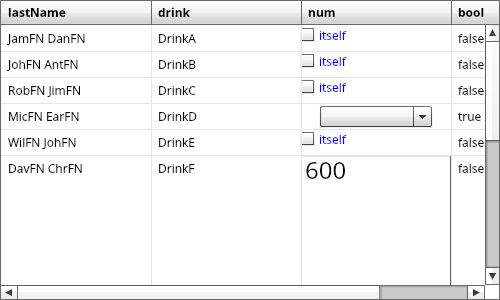 lastName drink num bool
JamFN DanFN DrinkA itself false
JohFN AntFN DrinkB itself false
RobFN JimFN DrinkC itself false
MicFN EarFN DrinkD true
WilFN JohFN DrinkE itself false
DavFN ChrFN DrinkF 600 false